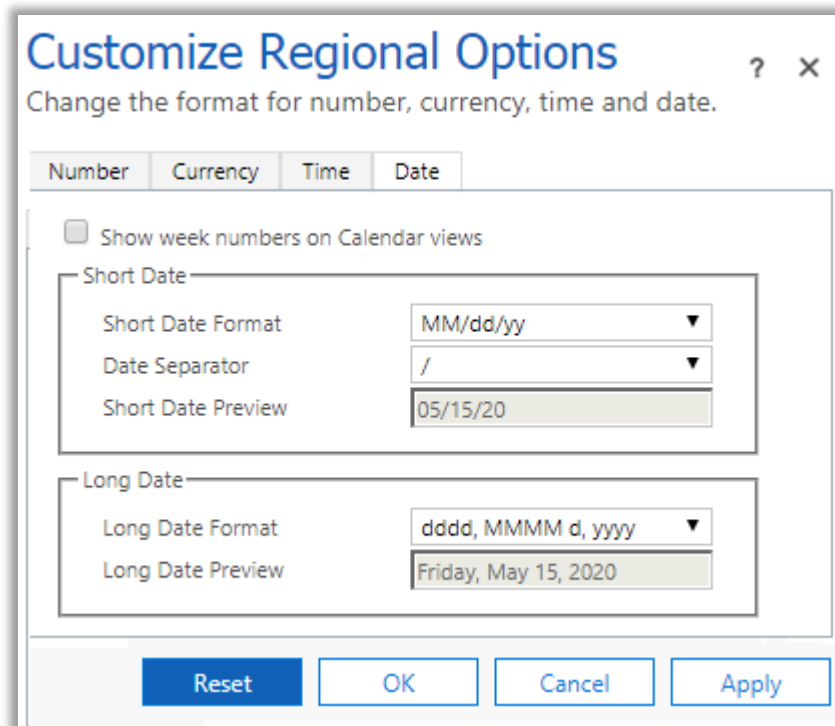 Customize Regional Options ? ×
Change the format for number, currency, time and date.
Number Currency Time Date
Show week numbers on Calendar views
Short Date
Short Date Format MM/dd/yy
Date Separator /
Short Date Preview 05/15/20
Long Date
Long Date Format dddd, MMMM d, yyyy
Long Date Preview Friday, May 15, 2020
Reset OK Cancel Apply